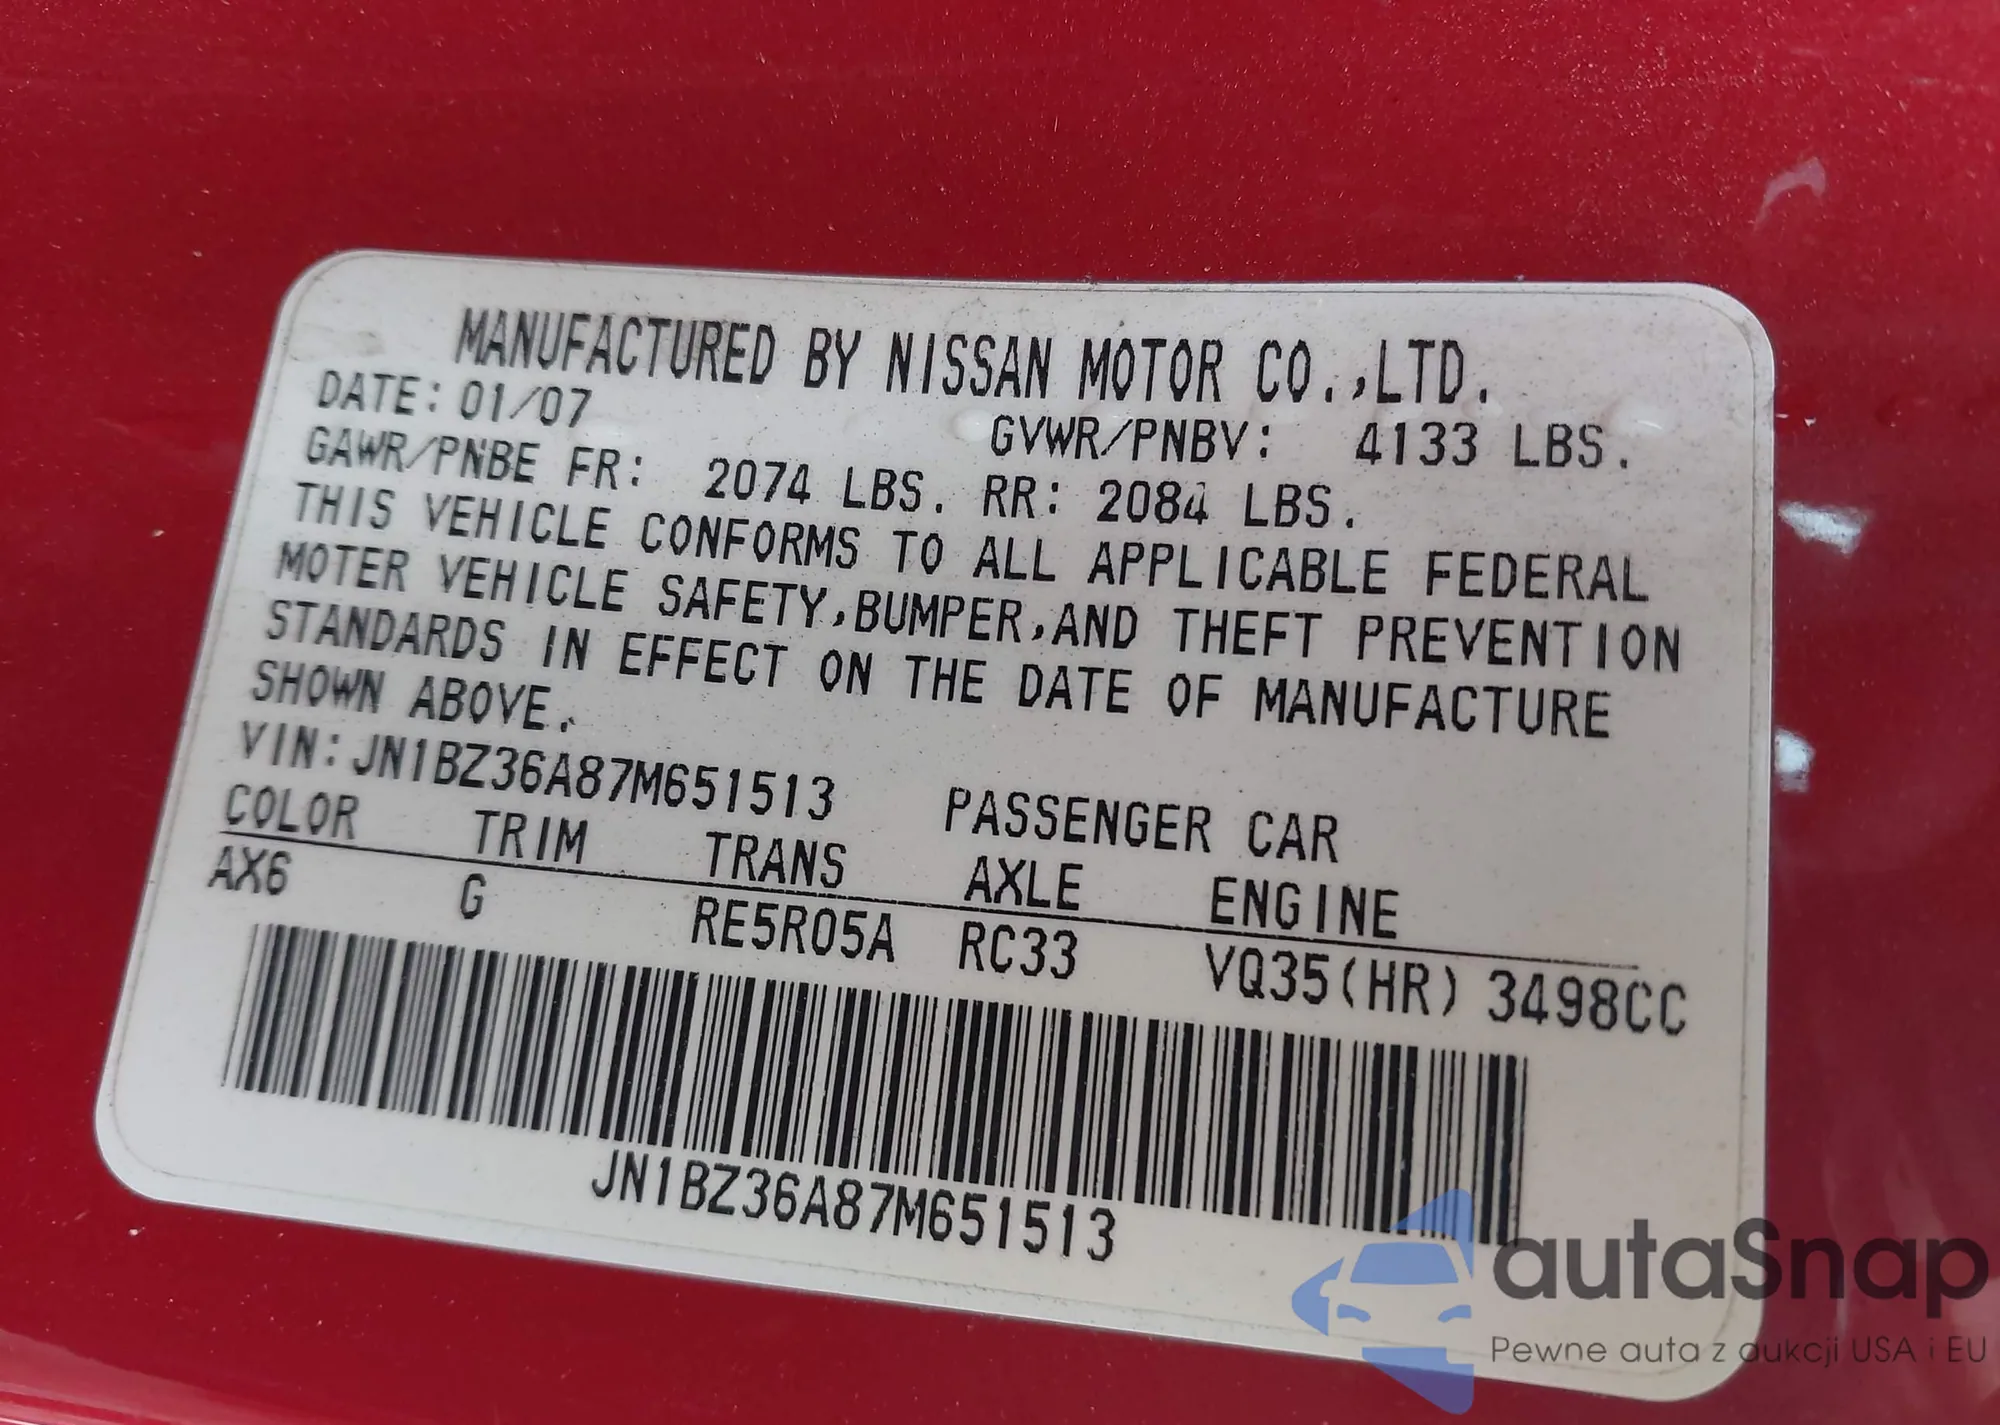 MANUFACTURED BY NISSAN MOTOR CO.,LTD.
DATE: 01/07 GVWR/PNBV: 4133 LBS.
GAWR/PNBE FR: 2074 LBS. RR: 2084 LBS.
THIS VEHICLE CONFORMS TO ALL APPLICABLE FEDERAL
MOTER VEHICLE SAFETY,BUMPER,AND THEFT PREVENTION
STANDARDS IN EFFECT ON THE DATE OF MANUFACTURE
SHOWN ABOVE.
VIN:JN1BZ36A87M651513 PASSENGER CAR
COLOR TRIM TRANS AXLE ENGINE
AX6 G RE5R05A RC33 VQ35(HR) 3498CC
JN1BZ36A87M651513
autaSnap
Pewne auta z aukcji USA i EU